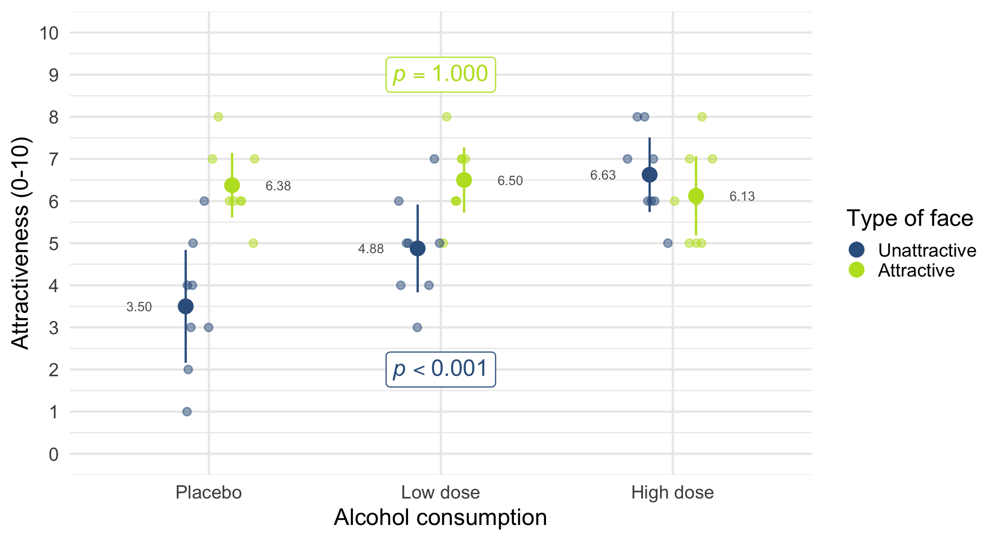 Attractiveness (0-10)
10
9
8
7
6
5
4
3
2
1
0
p = 1.000
6.38
6.50
6.63
6.13
4.88
3.50
p < 0.001
Placebo
Low dose
High dose
Alcohol consumption
Type of face
Unattractive
Attractive